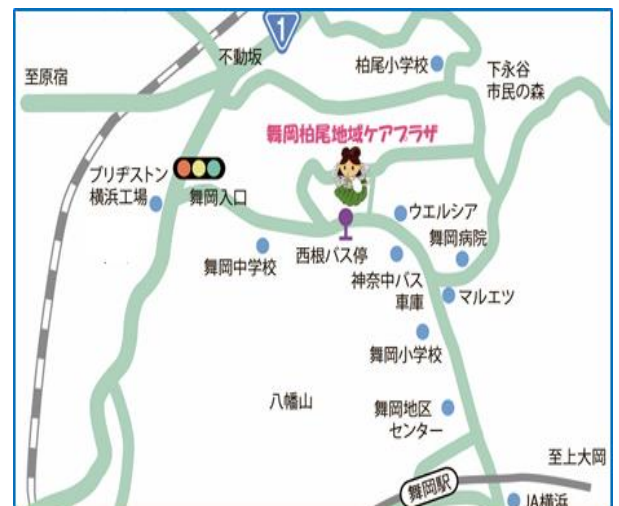 1
不動坂
柏尾小学校
至原宿
下永谷
市民の森
舞岡柏尾地域ケアプラザ
ブリヂストン
横浜工場
舞岡入口
ウエルシア
舞岡病院
西根バス停
舞岡中学校
神奈中バス
車庫
マルエツ
舞岡小学校
八幡山
舞岡地区
センター
至上大岡
舞岡駅
JA横浜